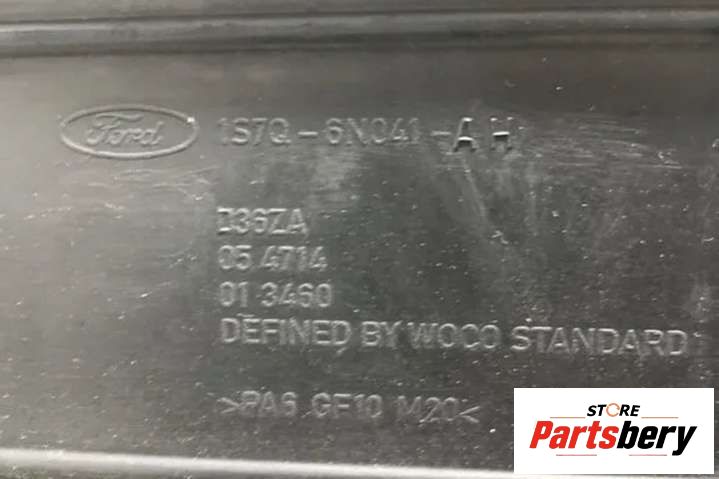 Ford 1S7Q-6N041-AH
D36ZA
05 4714
01 3460
DEFINED BY WOCO STANDARD
>PA6 GF10 M20<
STORE
Partsbery